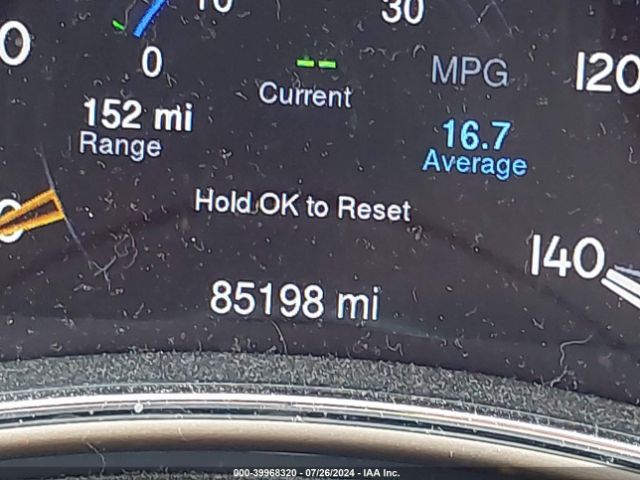 10
30
0
0
-- MPG
120
Current
152 mi
16.7
Range
Average
Hold OK to Reset
140
85198 mi
000-39968320 | 07/26/2024 - IAA Inc.